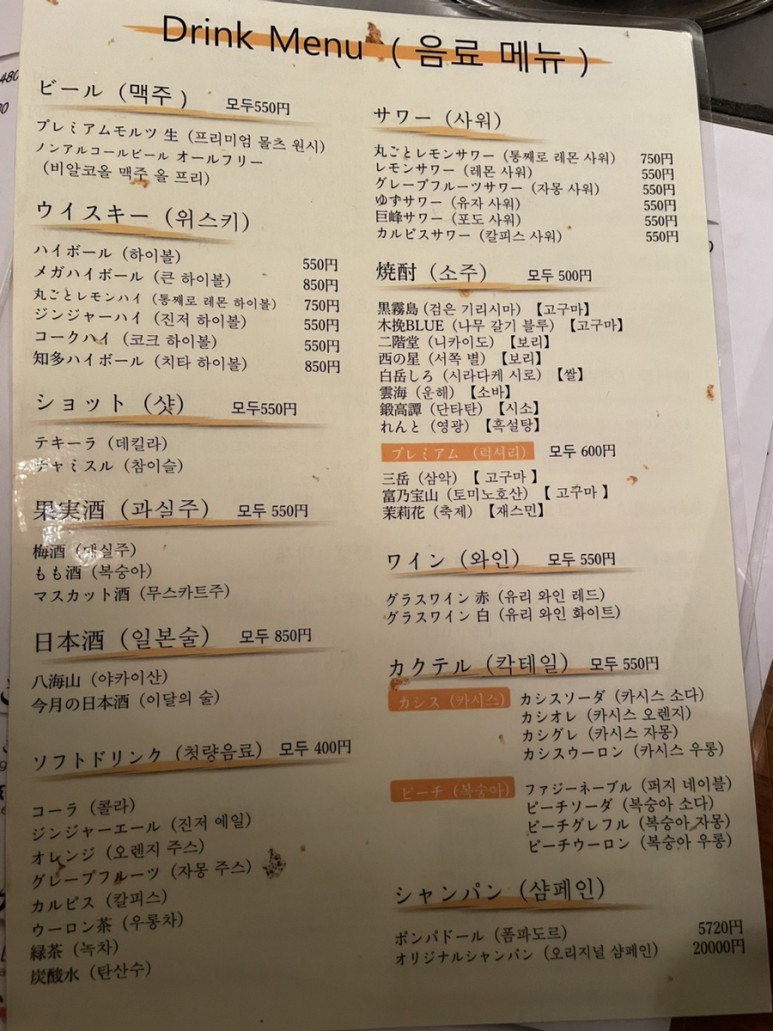 Drink Menu ( 음료 메뉴 )
ビール (맥주 ) 모두550円
プレミアムモルツ 生 (프리미엄 몰츠 원시)
ノンアルコールビール オールフリー
(비알코올 맥주 올 프리)
ウイスキー (위스키)
ハイボール (하이볼) 550円
メガハイボール (큰 하이볼) 850円
丸ごとレモンハイ (통째로 레몬 하이볼) 750円
ジンジャーハイ (진저 하이볼) 550円
コークハイ (코크 하이볼) 550円
知多ハイボール (치타 하이볼) 850円
ショット (샷) 모두550円
テキーラ (데킬라)
チャミスル (참이슬)
果実酒 (과실주) 모두 550円
梅酒 (매실주)
もも酒 (복숭아)
マスカット酒 (무스카트주)
日本酒 (일본술) 모두 850円
八海山 (야카이산)
今月の日本酒 (이달의 술)
ソフトドリンク (청량음료) 모두 400円
コーラ (콜라)
ジンジャーエール (진저 에일)
オレンジ (오렌지 주스)
グレープフルーツ (자몽 주스)
カルピス (칼피스)
ウーロン茶 (우롱차)
緑茶 (녹차)
炭酸水 (탄산수)
サワー (사워)
丸ごとレモンサワー (통째로 레몬 사워) 750円
レモンサワー (레몬 사워) 550円
グレープフルーツサワー (자몽 사워) 550円
ゆずサワー (유자 사워) 550円
巨峰サワー (포도 사워) 550円
カルピスサワー (칼피스 사워) 550円
焼酎 (소주) 모두 500円
黒霧島 (검은 기리시마) 【고구마】
木挽BLUE (나무 갈기 블루) 【고구마】
二階堂 (니카이도) 【보리】
西の星 (서쪽 별) 【보리】
白岳しろ (시라다케 시로) 【쌀】
雲海 (운해) 【소바】
鍛高譚 (단타탄) 【시소】
れんと (영광) 【흑설탕】
プレミアム (럭셔리) 모두 600円
三岳 (삼악) 【 고구마 】
富乃宝山 (토미노호산) 【 고구마 】
茉莉花 (축제) 【재스민】
ワイン (와인) 모두 550円
グラスワイン 赤 (유리 와인 레드)
グラスワイン 白 (유리 와인 화이트)
カクテル (칵테일) 모두 550円
カシス (카시스) カシスソーダ (카시스 소다)
カシオレ (카시스 오렌지)
カシグレ (카시스 자몽)
カシスウーロン (카시스 우롱)
ピーチ (복숭아) ファジーネーブル (퍼지 네이블)
ピーチソーダ (복숭아 소다)
ピーチグレフル (복숭아 자몽)
ピーチウーロン (복숭아 우롱)
シャンパン (샴페인)
ポンパドール (퐁파도르) 5720円
オリジナルシャンパン (오리지널 샴페인) 20000円